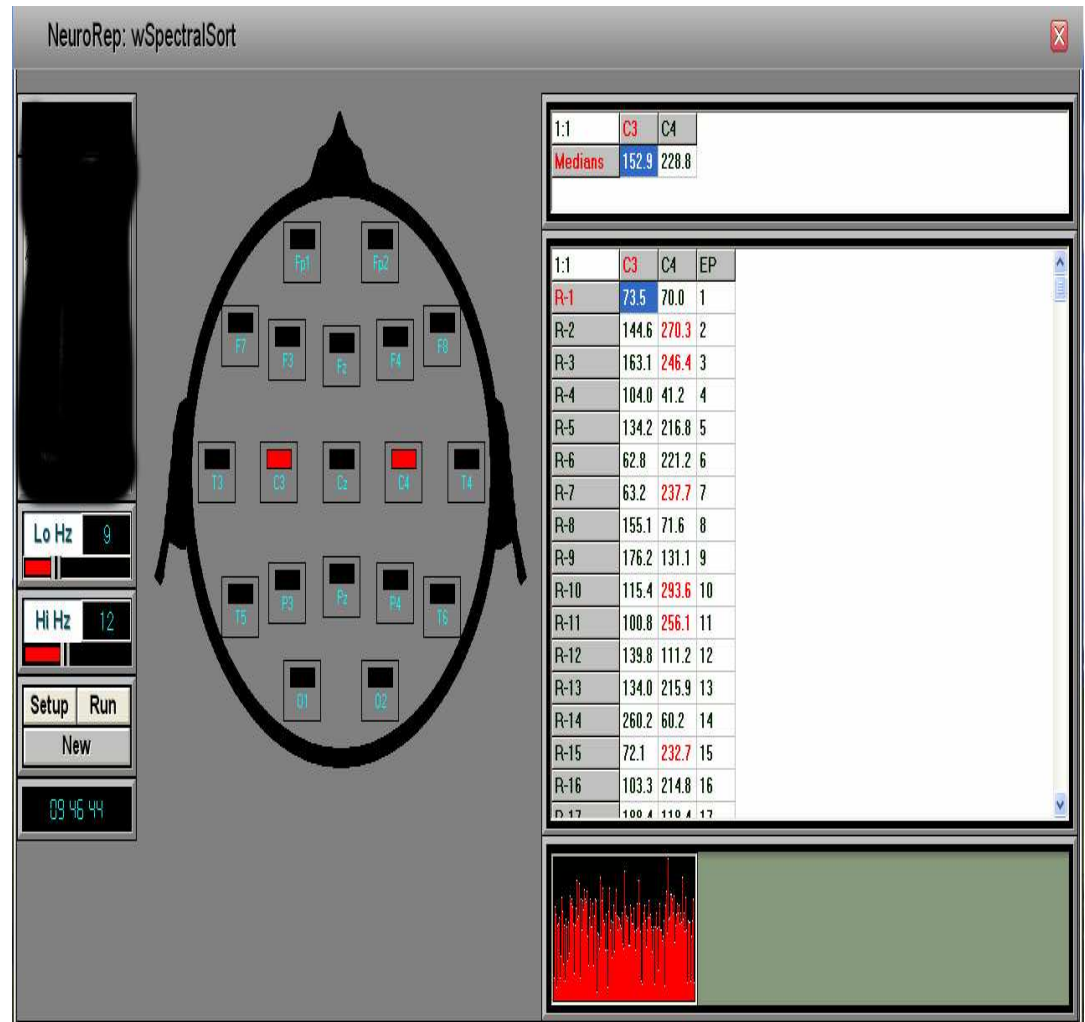 NeuroRep: wSpectralSort
Lo Hz 9
Hi Hz 12
Setup Run
New
09 46 44
Fp1 Fp2
F7 F3 Fz F4 F8
T3 C3 Cz C4 T4
T5 P3 Pz P4 T6
O1 O2
1:1 C3 C4
Medians 152.9 228.8
1:1 C3 C4 EP
R-1 73.5 70.0 1
R-2 144.6 270.3 2
R-3 163.1 246.4 3
R-4 104.0 41.2 4
R-5 134.2 216.8 5
R-6 62.8 221.2 6
R-7 63.2 237.7 7
R-8 155.1 71.6 8
R-9 176.2 131.1 9
R-10 115.4 293.6 10
R-11 100.8 256.1 11
R-12 139.8 111.2 12
R-13 134.0 215.9 13
R-14 260.2 60.2 14
R-15 72.1 232.7 15
R-16 103.3 214.8 16